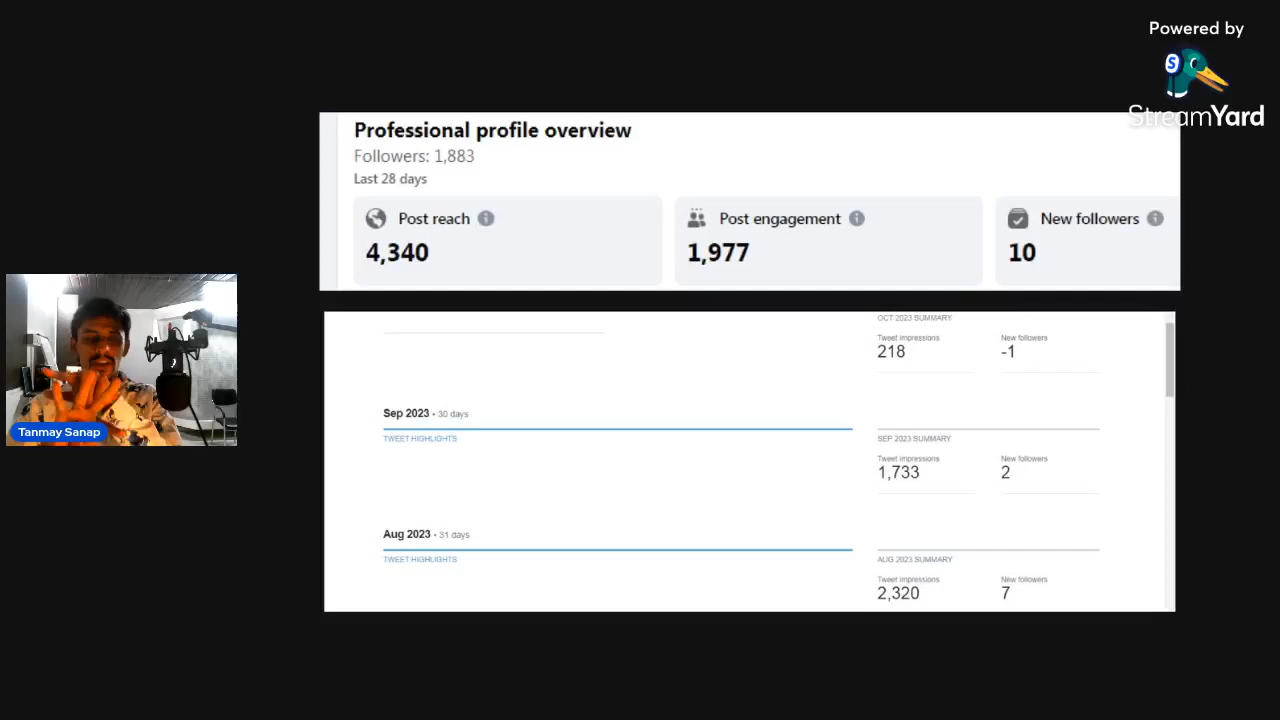 Powered by
StreamYard
Professional profile overview
Followers: 1,883
Last 28 days
Post reach
4,340
Post engagement
1,977
New followers
10
Tanmay Sanap
OCT 2023 SUMMARY
Tweet impressions
218
New followers
-1
Sep 2023 • 30 days
TWEET HIGHLIGHTS
SEP 2023 SUMMARY
Tweet impressions
1,733
New followers
2
Aug 2023 • 31 days
TWEET HIGHLIGHTS
AUG 2023 SUMMARY
Tweet impressions
2,320
New followers
7